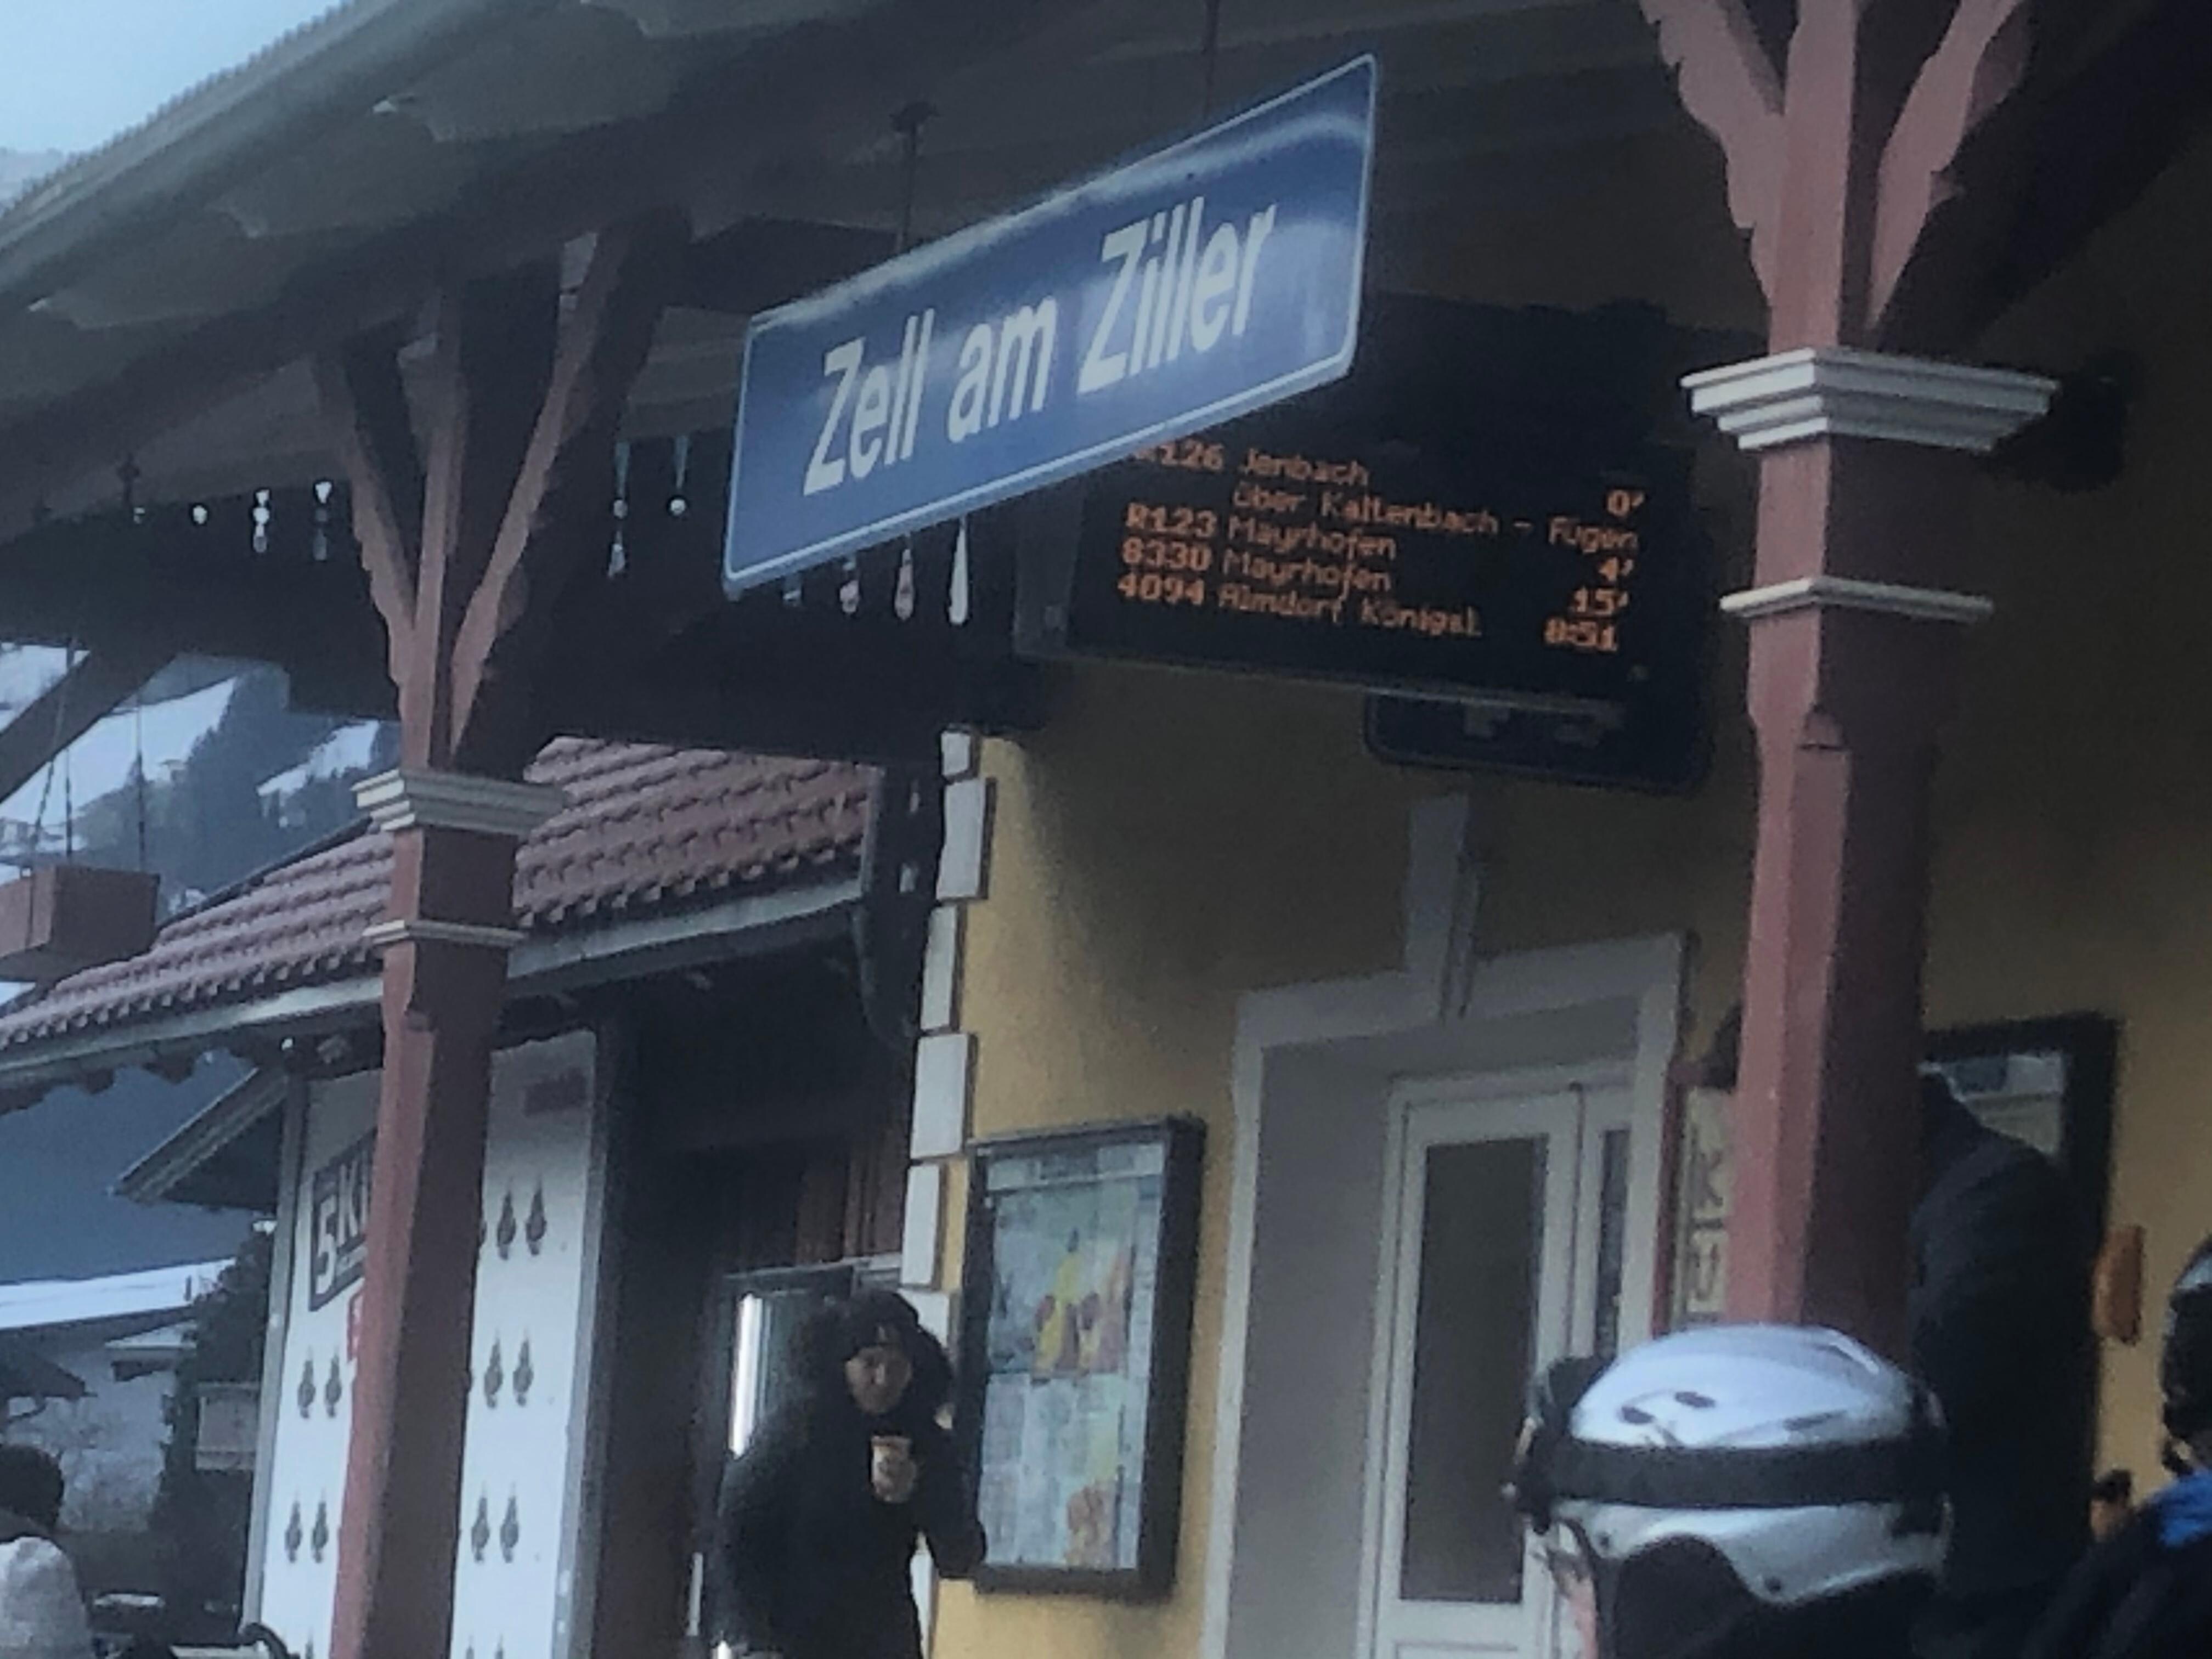 Zell am Ziller
R126 Jenbach 0'
über Kaltenbach - Fügen
R123 Mayrhofen 4'
8330 Mayrhofen 15'
4094 Almdorf Königsl. 8:51